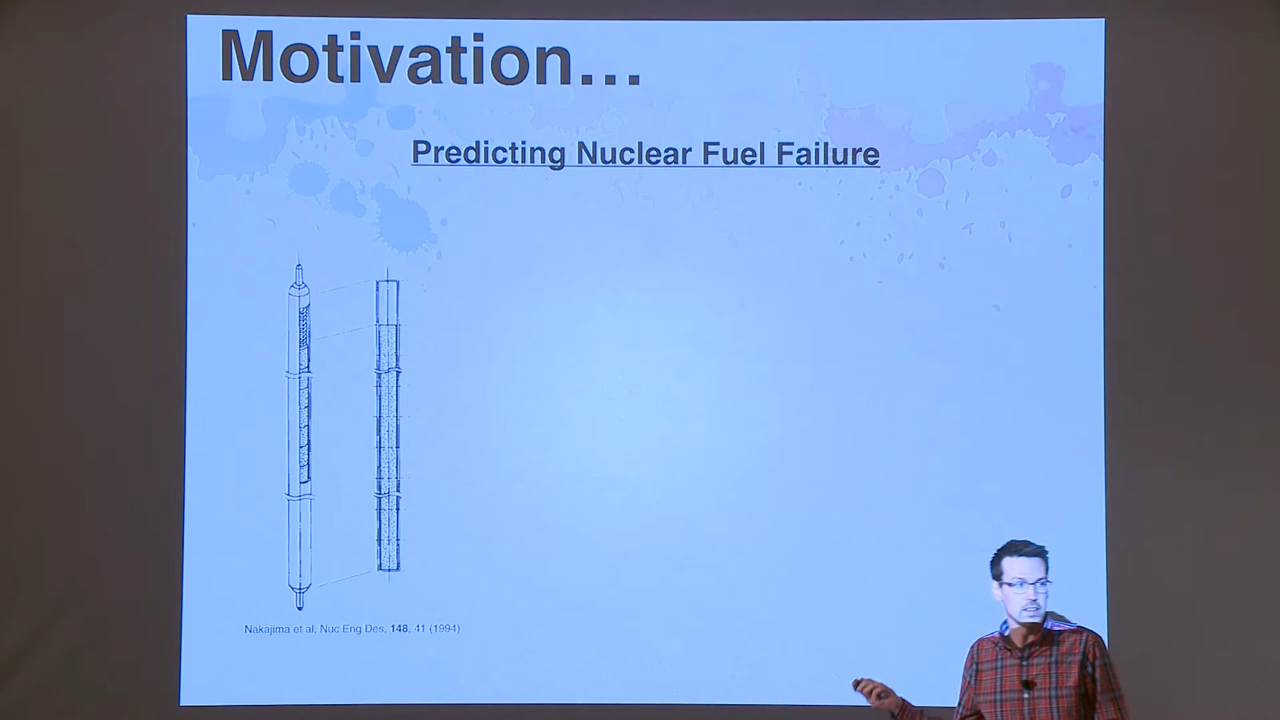 Motivation...
Predicting Nuclear Fuel Failure
Nakajima et al, Nuc Eng Des, 148, 41 (1994)